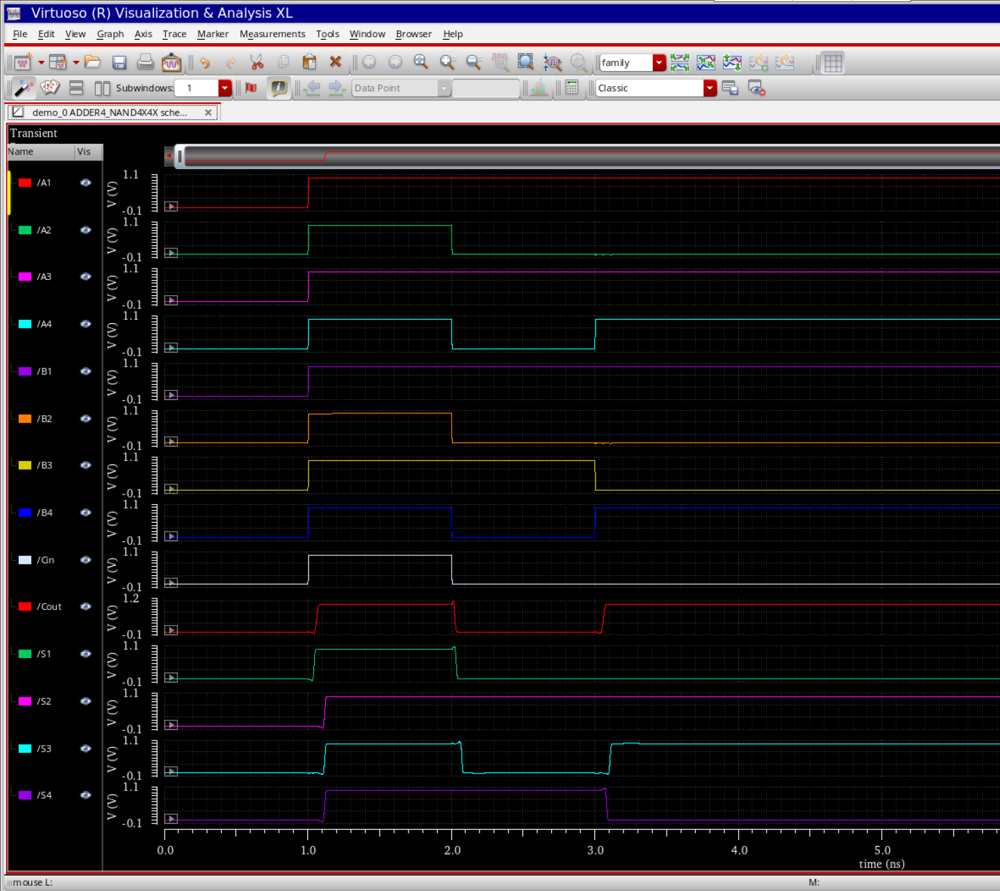 Virtuoso (R) Visualization & Analysis XL
File Edit View Graph Axis Trace Marker Measurements Tools Window Browser Help
family
Subwindows: 1 Data Point Classic
demo_0 ADDER4_NAND4X4X sche...
Transient
Name Vis
/A1 V (V) 1.1 -0.1
/A2 V (V) 1.1 -0.1
/A3 V (V) 1.1 -0.1
/A4 V (V) 1.1 -0.1
/B1 V (V) 1.1 -0.1
/B2 V (V) 1.1 -0.1
/B3 V (V) 1.1 -0.1
/B4 V (V) 1.1 -0.1
/Cin V (V) 1.1 -0.1
/Cout V (V) 1.2 -0.1
/S1 V (V) 1.1 -0.1
/S2 V (V) 1.1 -0.1
/S3 V (V) 1.1 -0.1
/S4 V (V) 1.1 -0.1
0.0 1.0 2.0 3.0 4.0 5.0
time (ns)
mouse L: M: